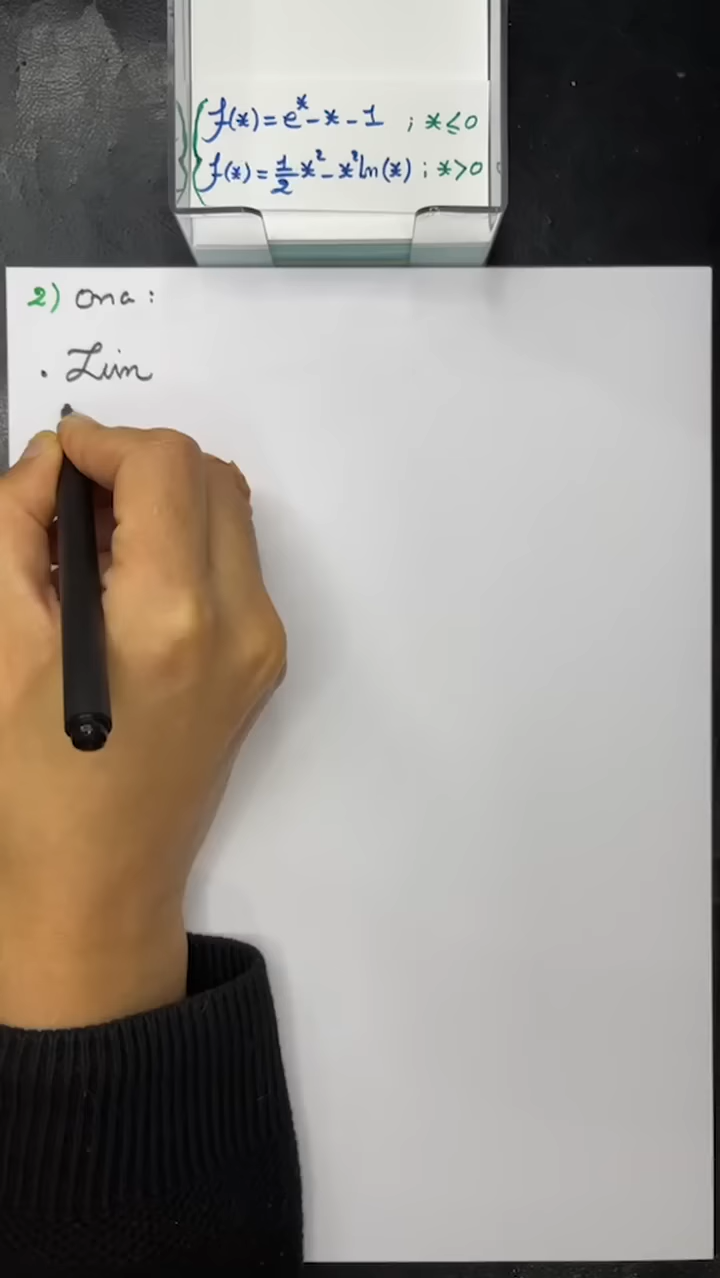 f(x) = e^x - x - 1 ; x ≤ 0
f(x) = 1/2 x² - x² ln(x) ; x > 0
2) On a :
. Lim